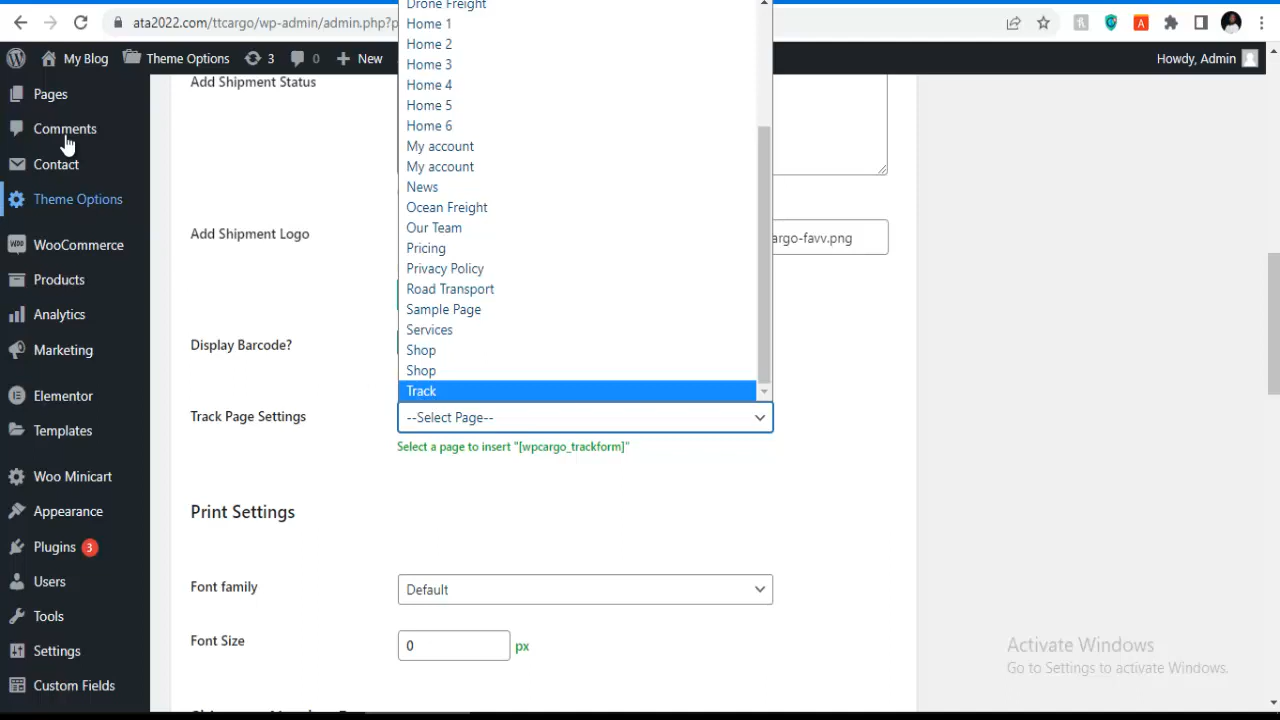 ata2022.com/ttcargo/wp-admin/admin.php?p
My Blog
Theme Options
3
0
New
Howdy, Admin
Pages
Comments
Contact
Theme Options
WooCommerce
Products
Analytics
Marketing
Elementor
Templates
Woo Minicart
Appearance
Plugins 3
Users
Tools
Settings
Custom Fields
Add Shipment Status
Add Shipment Logo
argo-favv.png
Display Barcode?
Track Page Settings
Drone Freight
Home 1
Home 2
Home 3
Home 4
Home 5
Home 6
My account
My account
News
Ocean Freight
Our Team
Pricing
Privacy Policy
Road Transport
Sample Page
Services
Shop
Shop
Track
--Select Page--
Select a page to insert "[wpcargo_trackform]"
Print Settings
Font family
Default
Font Size
0
px
Activate Windows
Go to Settings to activate Windows.